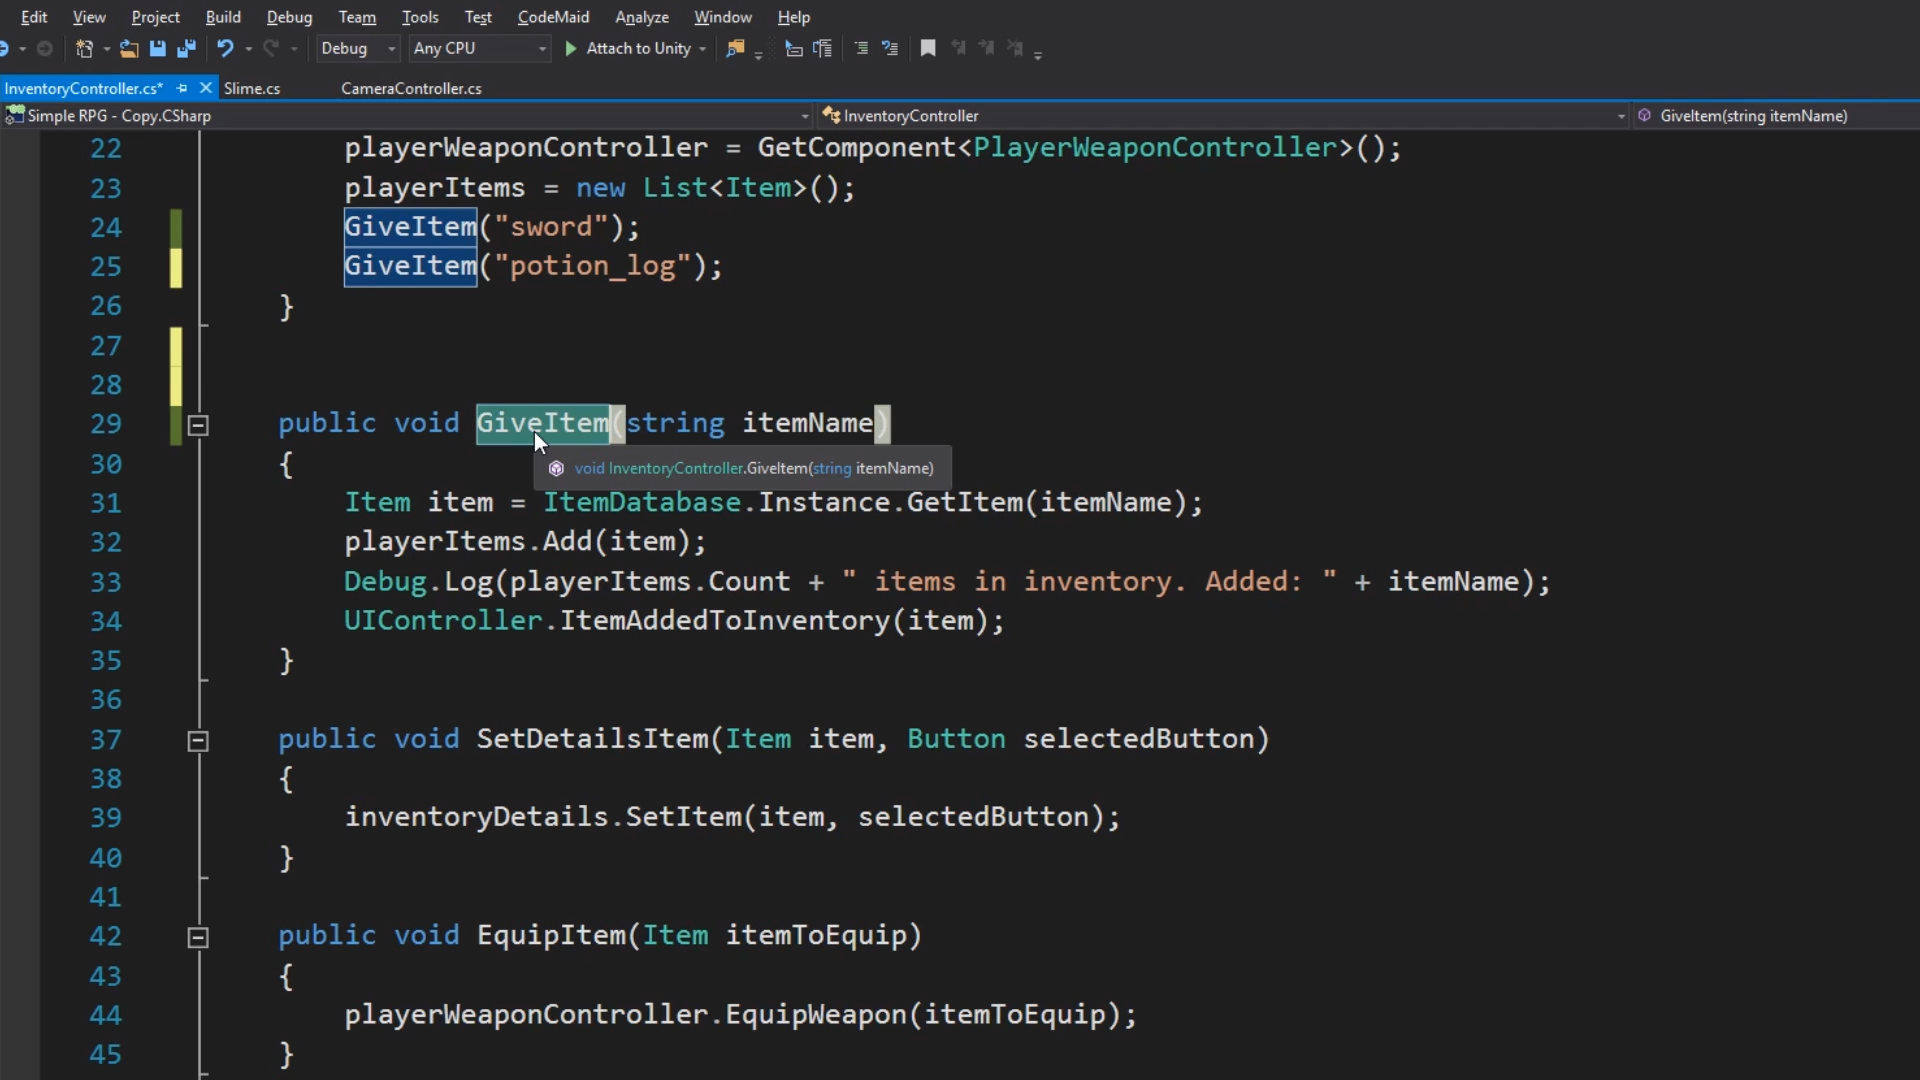 Edit View Project Build Debug Team Tools Test CodeMaid Analyze Window Help
Debug Any CPU Attach to Unity
InventoryController.cs* Slime.cs CameraController.cs
Simple RPG - Copy.CSharp InventoryController GiveItem(string itemName)
22 playerWeaponController = GetComponent<PlayerWeaponController>();
23 playerItems = new List<Item>();
24 GiveItem("sword");
25 GiveItem("potion_log");
26 }
27
28
29 public void GiveItem(string itemName)
30 {
void InventoryController.GiveItem(string itemName)
31 Item item = ItemDatabase.Instance.GetItem(itemName);
32 playerItems.Add(item);
33 Debug.Log(playerItems.Count + " items in inventory. Added: " + itemName);
34 UIController.ItemAddedToInventory(item);
35 }
36
37 public void SetDetailsItem(Item item, Button selectedButton)
38 {
39 inventoryDetails.SetItem(item, selectedButton);
40 }
41
42 public void EquipItem(Item itemToEquip)
43 {
44 playerWeaponController.EquipWeapon(itemToEquip);
45 }